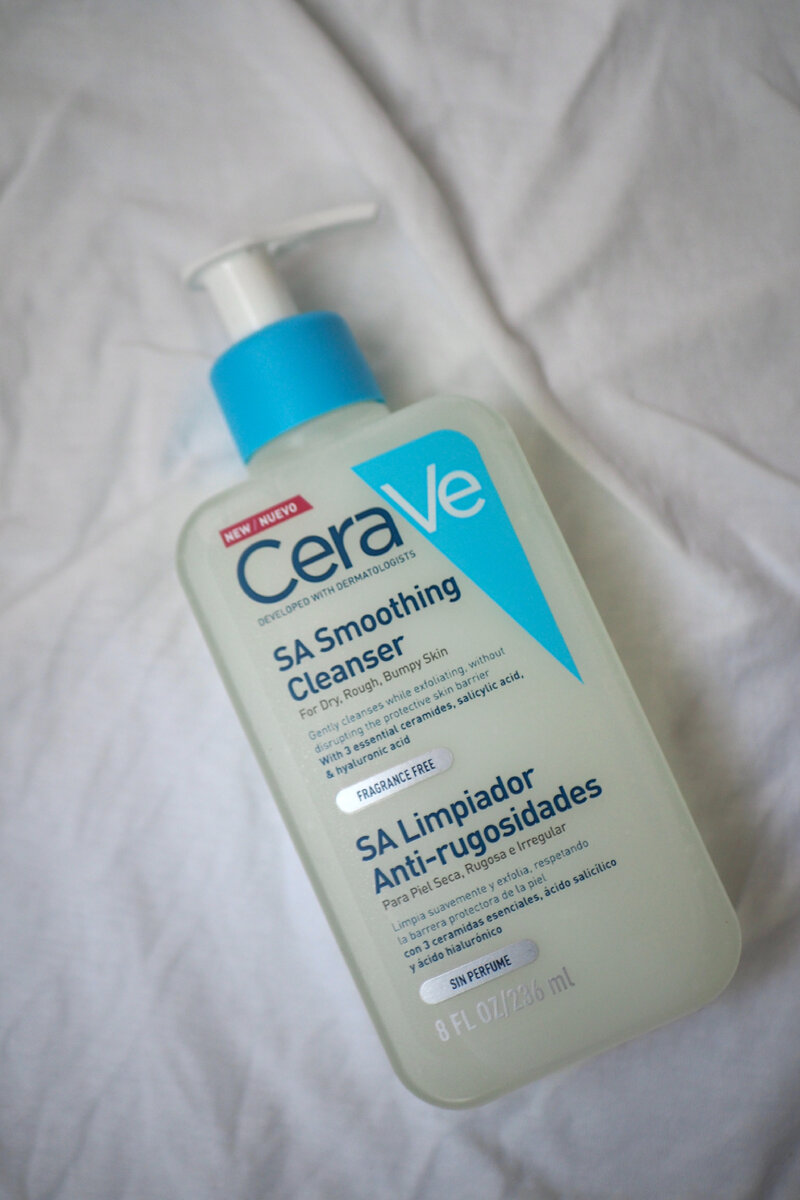 NEW / NUEVO
CeraVe
DEVELOPED WITH DERMATOLOGISTS
SA Smoothing
Cleanser
For Dry, Rough, Bumpy Skin
Gently cleanses while exfoliating, without
disrupting the protective skin barrier
With 3 essential ceramides, salicylic acid,
& hyaluronic acid
FRAGRANCE FREE
SA Limpiador
Anti-rugosidades
Para Piel Seca, Rugosa e Irregular
Limpia suavemente y exfolia, respetando
la barrera protectora de la piel
con 3 ceramidas esenciales, ácido salicílico
y ácido hialurónico
SIN PERFUME
8 FL OZ/236 ml